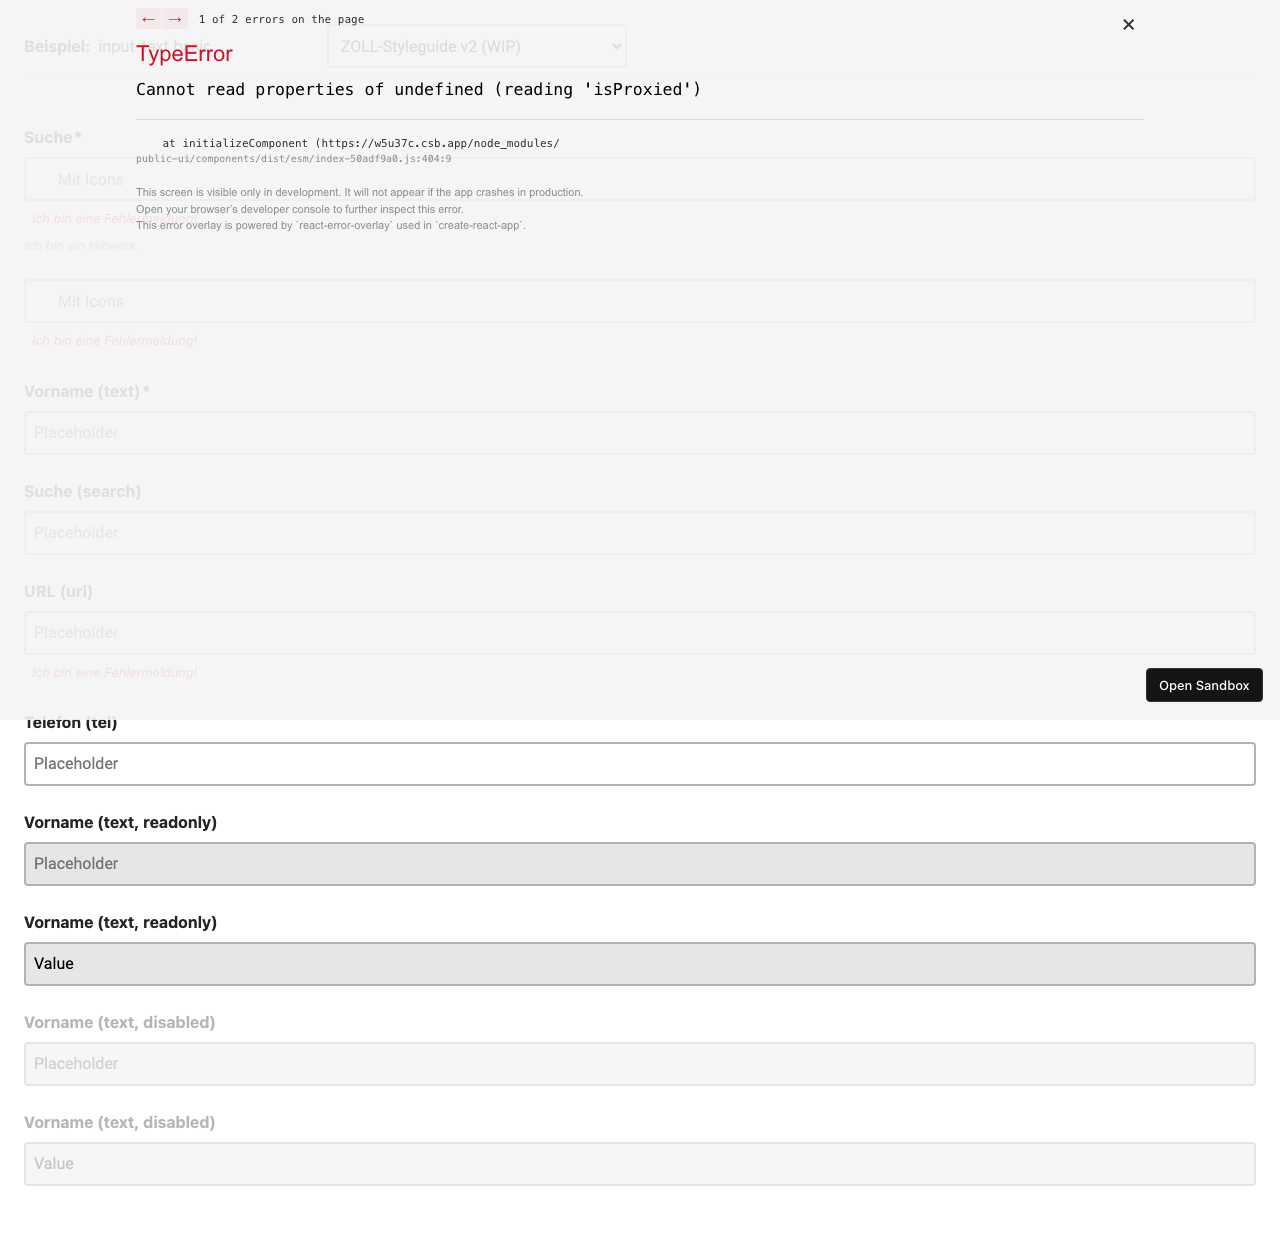 ← → 1 of 2 errors on the page
Beispiel: input-text basic
ZOLL-Styleguide v2 (WIP)
TypeError
Cannot read properties of undefined (reading 'isProxied')
at initializeComponent (https://w5u37c.csb.app/node_modules/
public-ui/components/dist/esm/index-50adf9a0.js:404:9
Suche*
Mit Icons
This screen is visible only in development. It will not appear if the app crashes in production.
Open your browser’s developer console to further inspect this error.
Ich bin eine Fehlermeldung!
This error overlay is powered by `react-error-overlay` used in `create-react-app`.
Ich bin ein Hinweis.
Mit Icons
Ich bin eine Fehlermeldung!
Vorname (text)*
Placeholder
Suche (search)
Placeholder
URL (url)
Placeholder
Ich bin eine Fehlermeldung!
Open Sandbox
Telefon (tel)
Placeholder
Vorname (text, readonly)
Placeholder
Vorname (text, readonly)
Value
Vorname (text, disabled)
Placeholder
Vorname (text, disabled)
Value